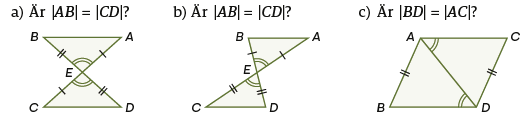 a) Är |AB| = |CD|?
b) Är |AB| = |CD|?
c) Är |BD| = |AC|?
B A
E
C D
B A
E
C D
A C
B D